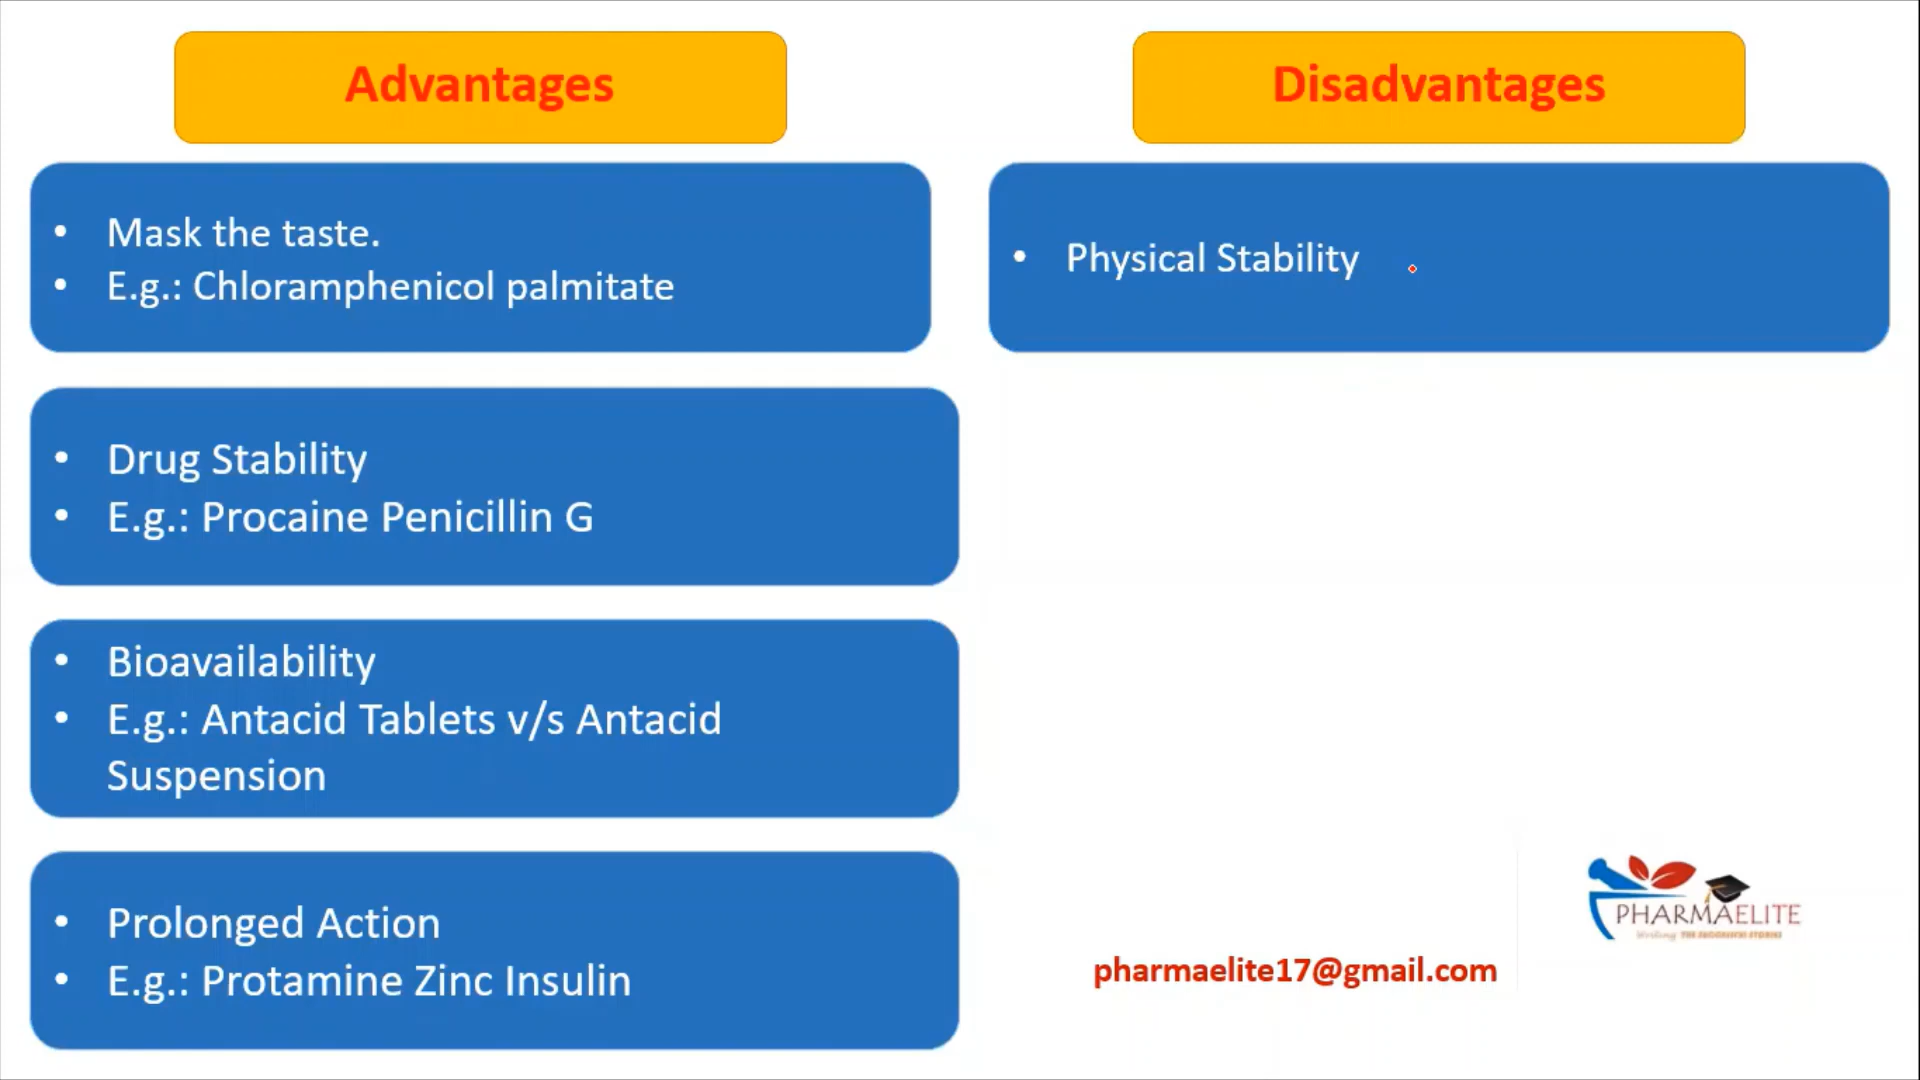 Advantages
• Mask the taste.
• E.g.: Chloramphenicol palmitate
• Drug Stability
• E.g.: Procaine Penicillin G
• Bioavailability
• E.g.: Antacid Tablets v/s Antacid
Suspension
• Prolonged Action
• E.g.: Protamine Zinc Insulin
Disadvantages
• Physical Stability
PHARMAELITE
Writing
pharmaelite17@gmail.com